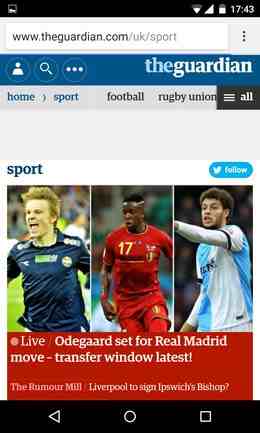 17:43
www.theguardian.com/uk/sport
theguardian
home › sport football rugby union all
sport
follow
17
Live / Odegaard set for Real Madrid
move – transfer window latest!
The Rumour Mill / Liverpool to sign Ipswich's Bishop?